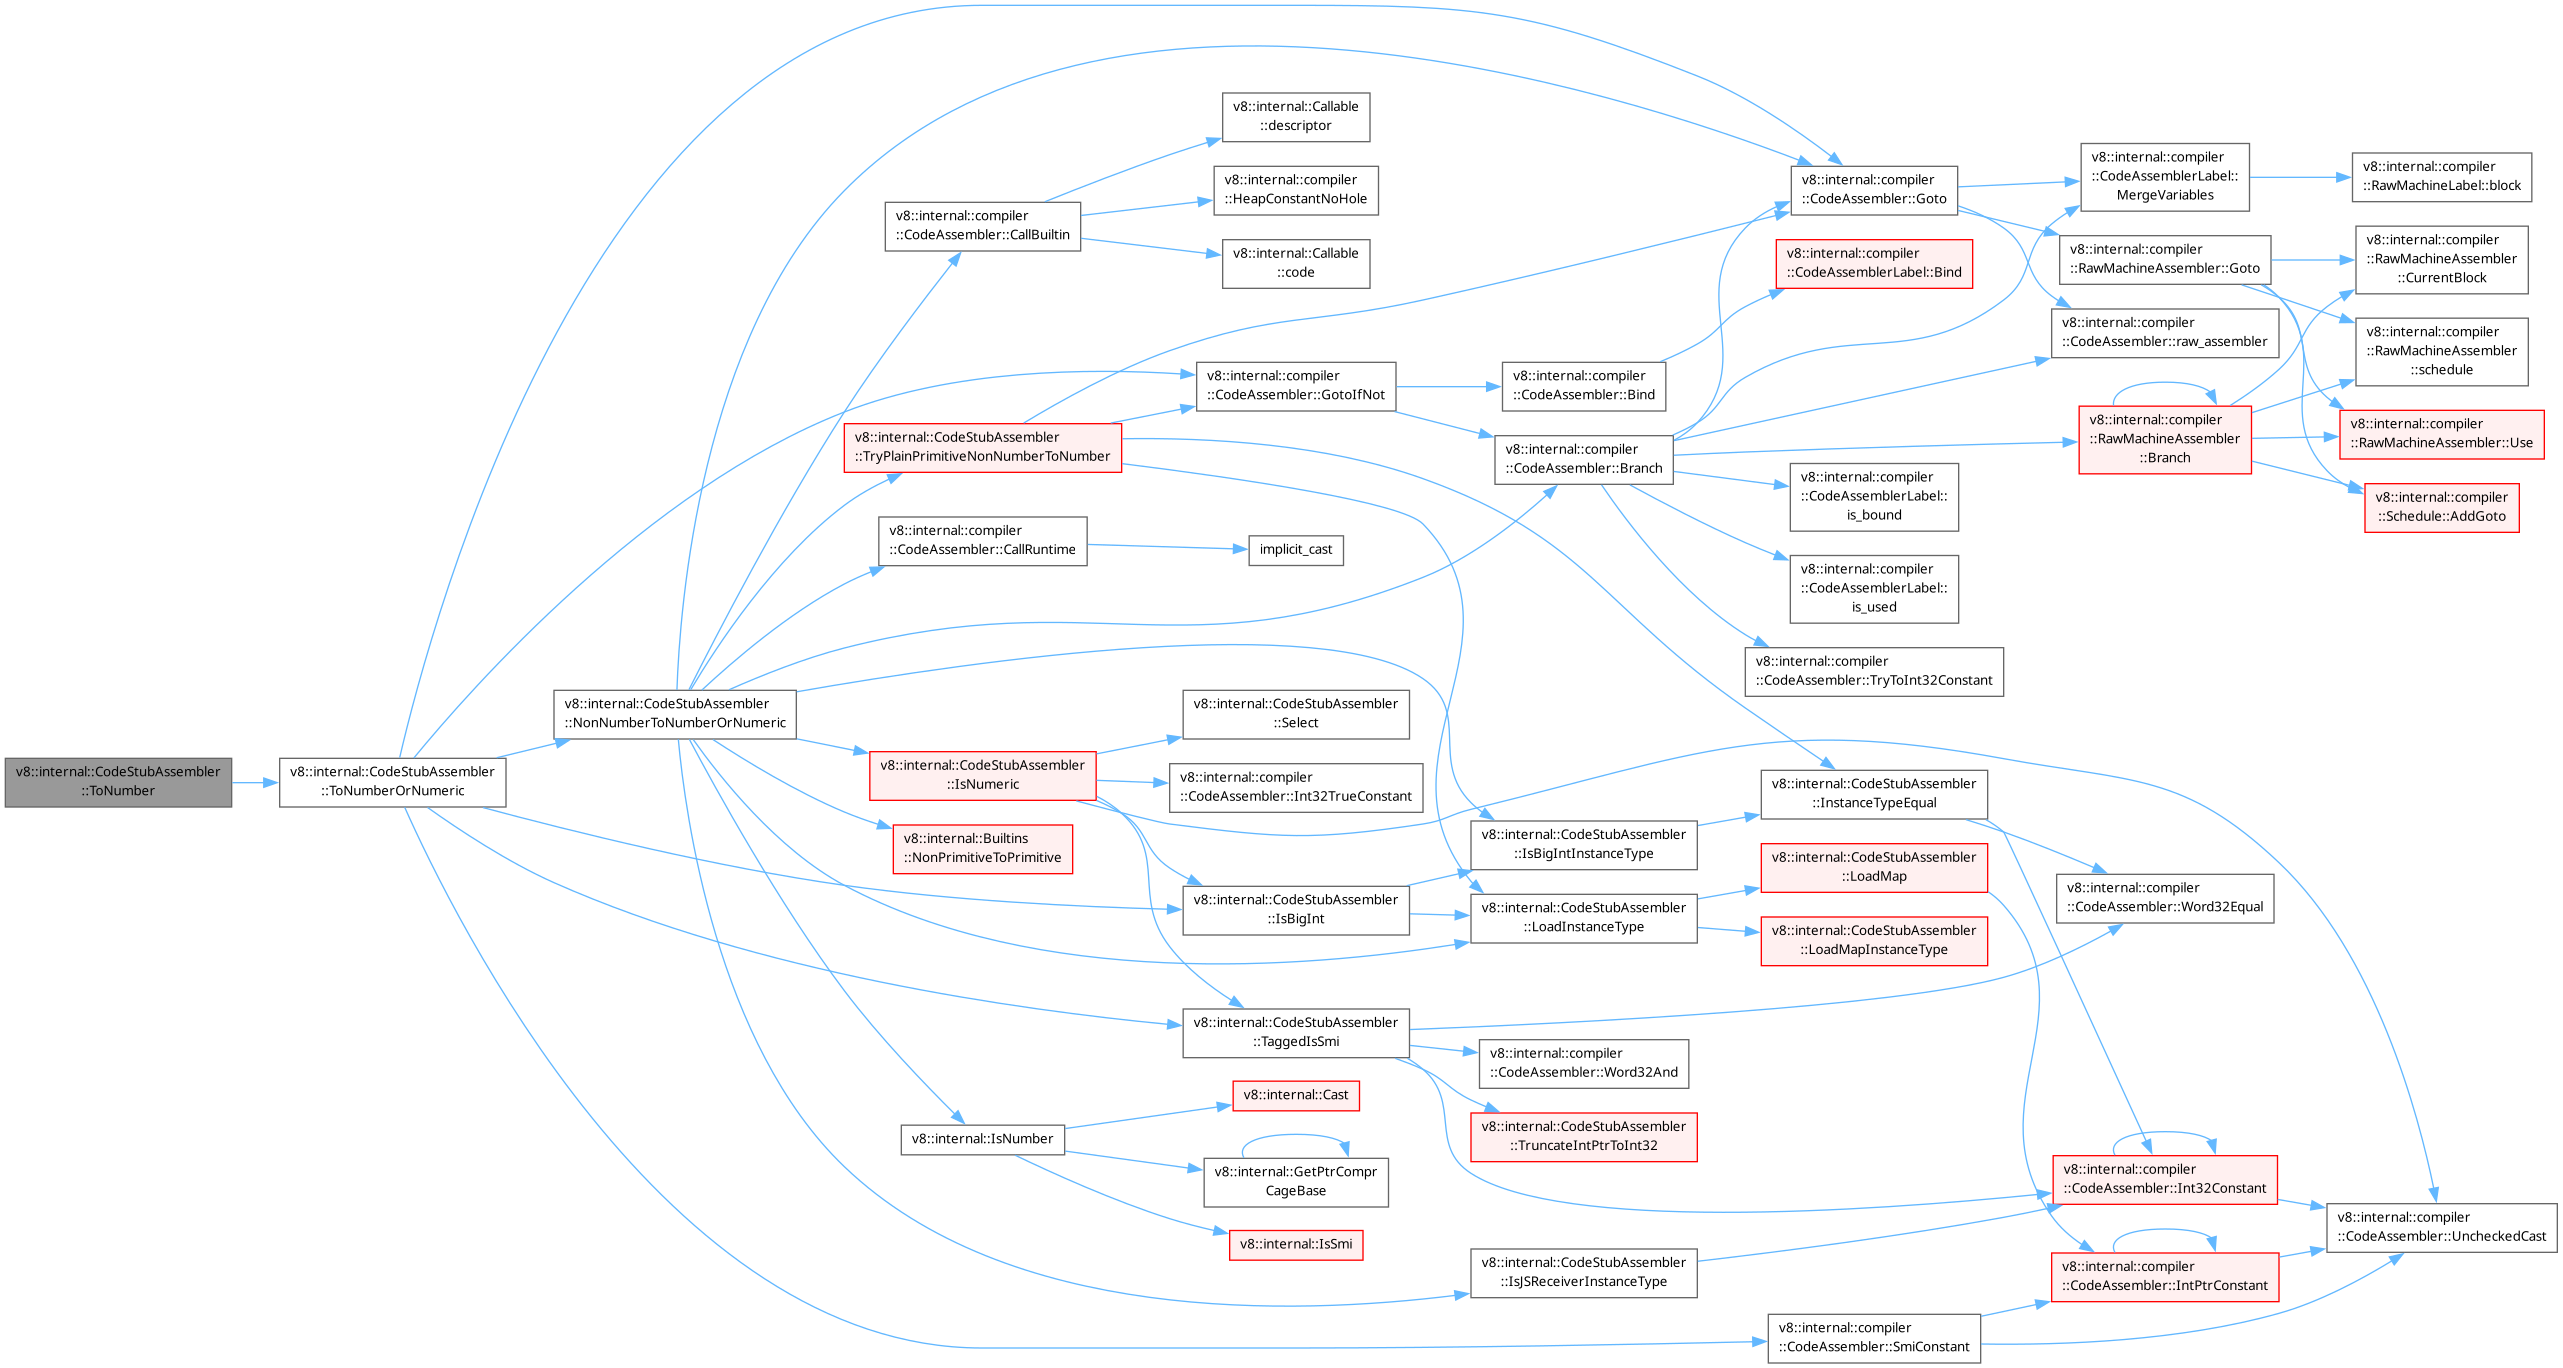 v8::internal::CodeStubAssembler
::ToNumber
v8::internal::CodeStubAssembler
::ToNumberOrNumeric
v8::internal::CodeStubAssembler
::NonNumberToNumberOrNumeric
v8::internal::compiler
::CodeAssembler::CallBuiltin
v8::internal::CodeStubAssembler
::TryPlainPrimitiveNonNumberToNumber
v8::internal::compiler
::CodeAssembler::CallRuntime
v8::internal::CodeStubAssembler
::IsNumeric
v8::internal::Builtins
::NonPrimitiveToPrimitive
v8::internal::IsNumber
v8::internal::Callable
::descriptor
v8::internal::compiler
::HeapConstantNoHole
v8::internal::Callable
::code
implicit_cast
v8::internal::CodeStubAssembler
::Select
v8::internal::compiler
::CodeAssembler::Int32TrueConstant
v8::internal::CodeStubAssembler
::IsBigInt
v8::internal::CodeStubAssembler
::TaggedIsSmi
v8::internal::Cast
v8::internal::GetPtrCompr
CageBase
v8::internal::IsSmi
v8::internal::compiler
::CodeAssembler::GotoIfNot
v8::internal::compiler
::CodeAssembler::Bind
v8::internal::compiler
::CodeAssembler::Branch
v8::internal::CodeStubAssembler
::IsBigIntInstanceType
v8::internal::CodeStubAssembler
::LoadInstanceType
v8::internal::compiler
::CodeAssembler::Word32And
v8::internal::CodeStubAssembler
::TruncateIntPtrToInt32
v8::internal::CodeStubAssembler
::IsJSReceiverInstanceType
v8::internal::compiler
::CodeAssembler::Goto
v8::internal::compiler
::CodeAssemblerLabel::Bind
v8::internal::compiler
::CodeAssemblerLabel::
is_bound
v8::internal::compiler
::CodeAssemblerLabel::
is_used
v8::internal::compiler
::CodeAssembler::TryToInt32Constant
v8::internal::CodeStubAssembler
::InstanceTypeEqual
v8::internal::CodeStubAssembler
::LoadMap
v8::internal::CodeStubAssembler
::LoadMapInstanceType
v8::internal::compiler
::CodeAssembler::SmiConstant
v8::internal::compiler
::CodeAssemblerLabel::
MergeVariables
v8::internal::compiler
::RawMachineAssembler::Goto
v8::internal::compiler
::CodeAssembler::raw_assembler
v8::internal::compiler
::RawMachineAssembler
::Branch
v8::internal::compiler
::CodeAssembler::Word32Equal
v8::internal::compiler
::CodeAssembler::Int32Constant
v8::internal::compiler
::CodeAssembler::IntPtrConstant
v8::internal::compiler
::RawMachineLabel::block
v8::internal::compiler
::RawMachineAssembler
::CurrentBlock
v8::internal::compiler
::RawMachineAssembler
::schedule
v8::internal::compiler
::RawMachineAssembler::Use
v8::internal::compiler
::Schedule::AddGoto
v8::internal::compiler
::CodeAssembler::UncheckedCast